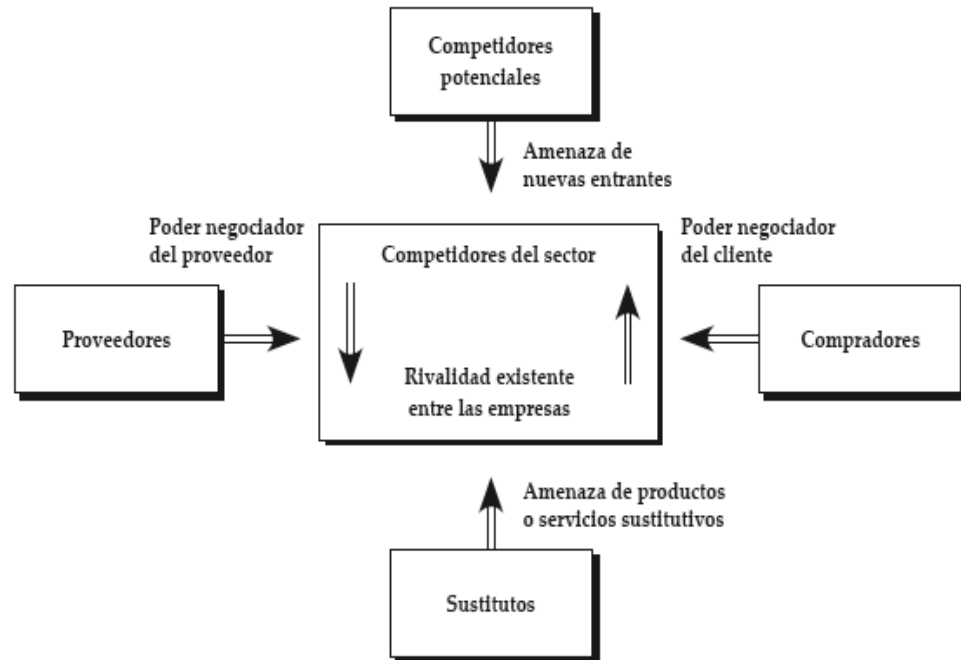 Competidores
potenciales
Amenaza de
nuevas entrantes
Poder negociador
del proveedor
Competidores del sector
Poder negociador
del cliente
Proveedores
Compradores
Rivalidad existente
entre las empresas
Amenaza de productos
o servicios sustitutivos
Sustitutos